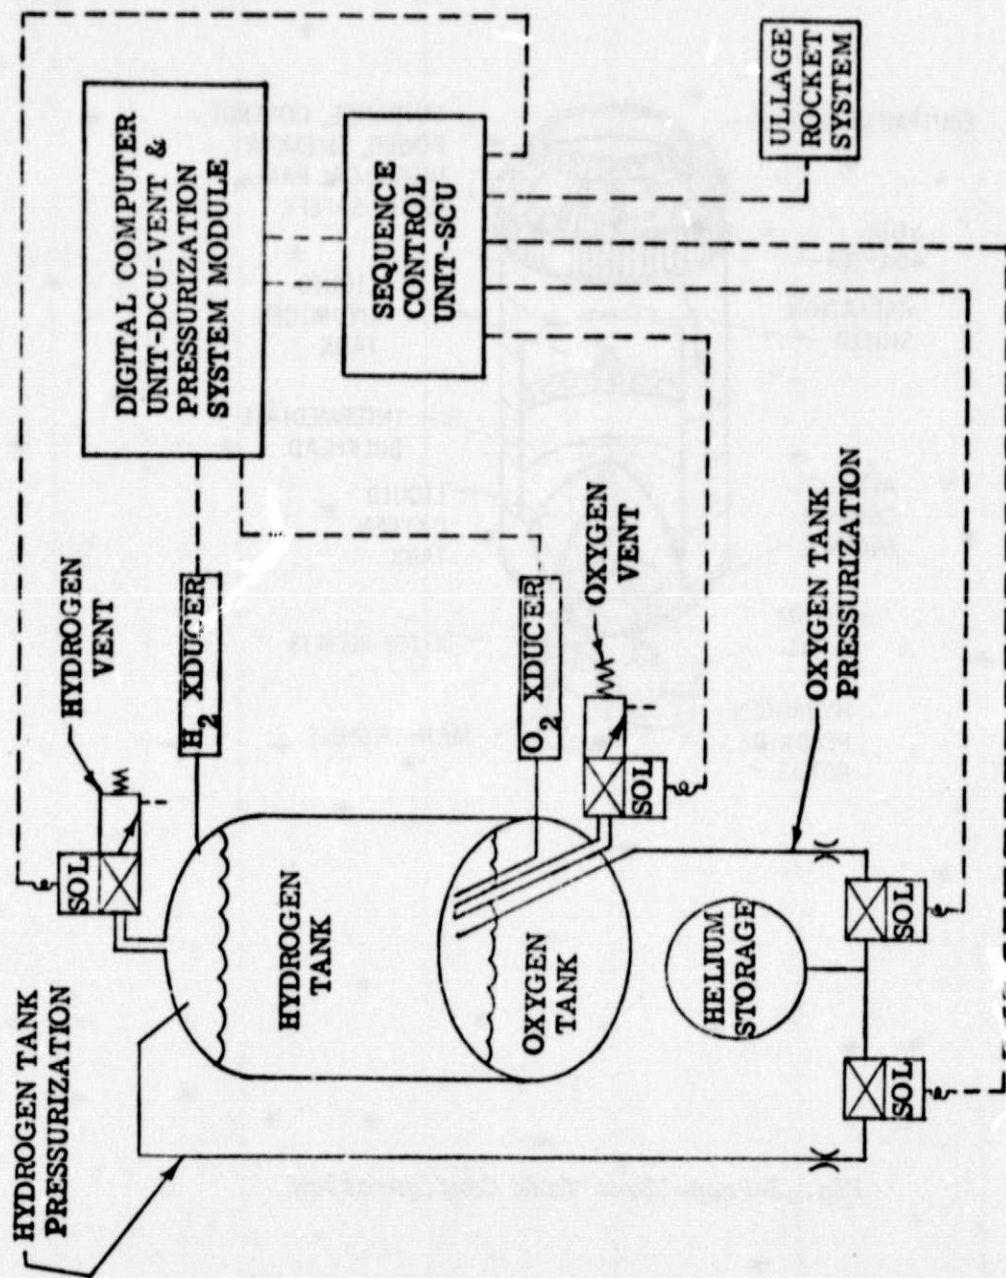 HYDROGEN TANK
PRESSURIZATION
HYDROGEN
VENT
SOL
H2 XDUCER
DIGITAL COMPUTER
UNIT-DCU-VENT &
PRESSURIZATION
SYSTEM MODULE
HYDROGEN
TANK
SEQUENCE
CONTROL
UNIT-SCU
OXYGEN
TANK
O2 XDUCER
OXYGEN
VENT
SOL
HELIUM
STORAGE
ULLAGE
ROCKET
SYSTEM
OXYGEN TANK
PRESSURIZATION
SOL
SOL